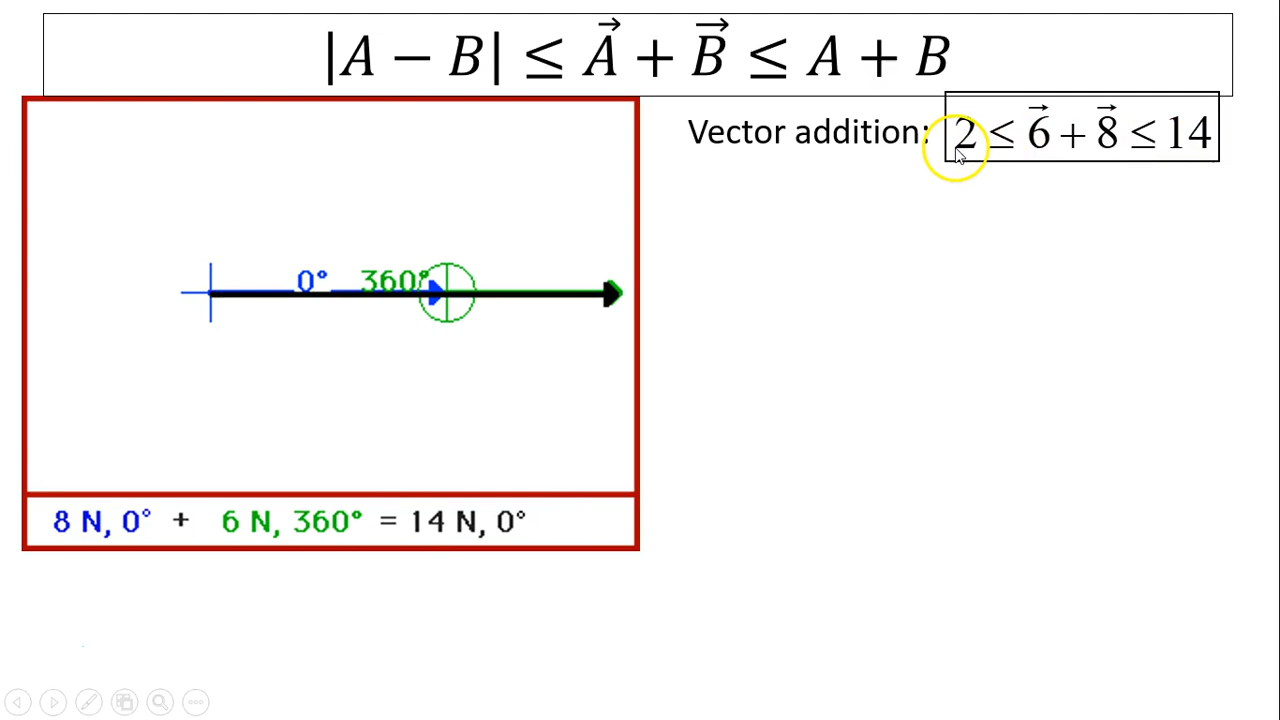 |A − B| ≤ A⃗ + B⃗ ≤ A + B
Vector addition: 2 ≤ 6⃗ + 8⃗ ≤ 14
0° 360°
8 N, 0° + 6 N, 360° = 14 N, 0°